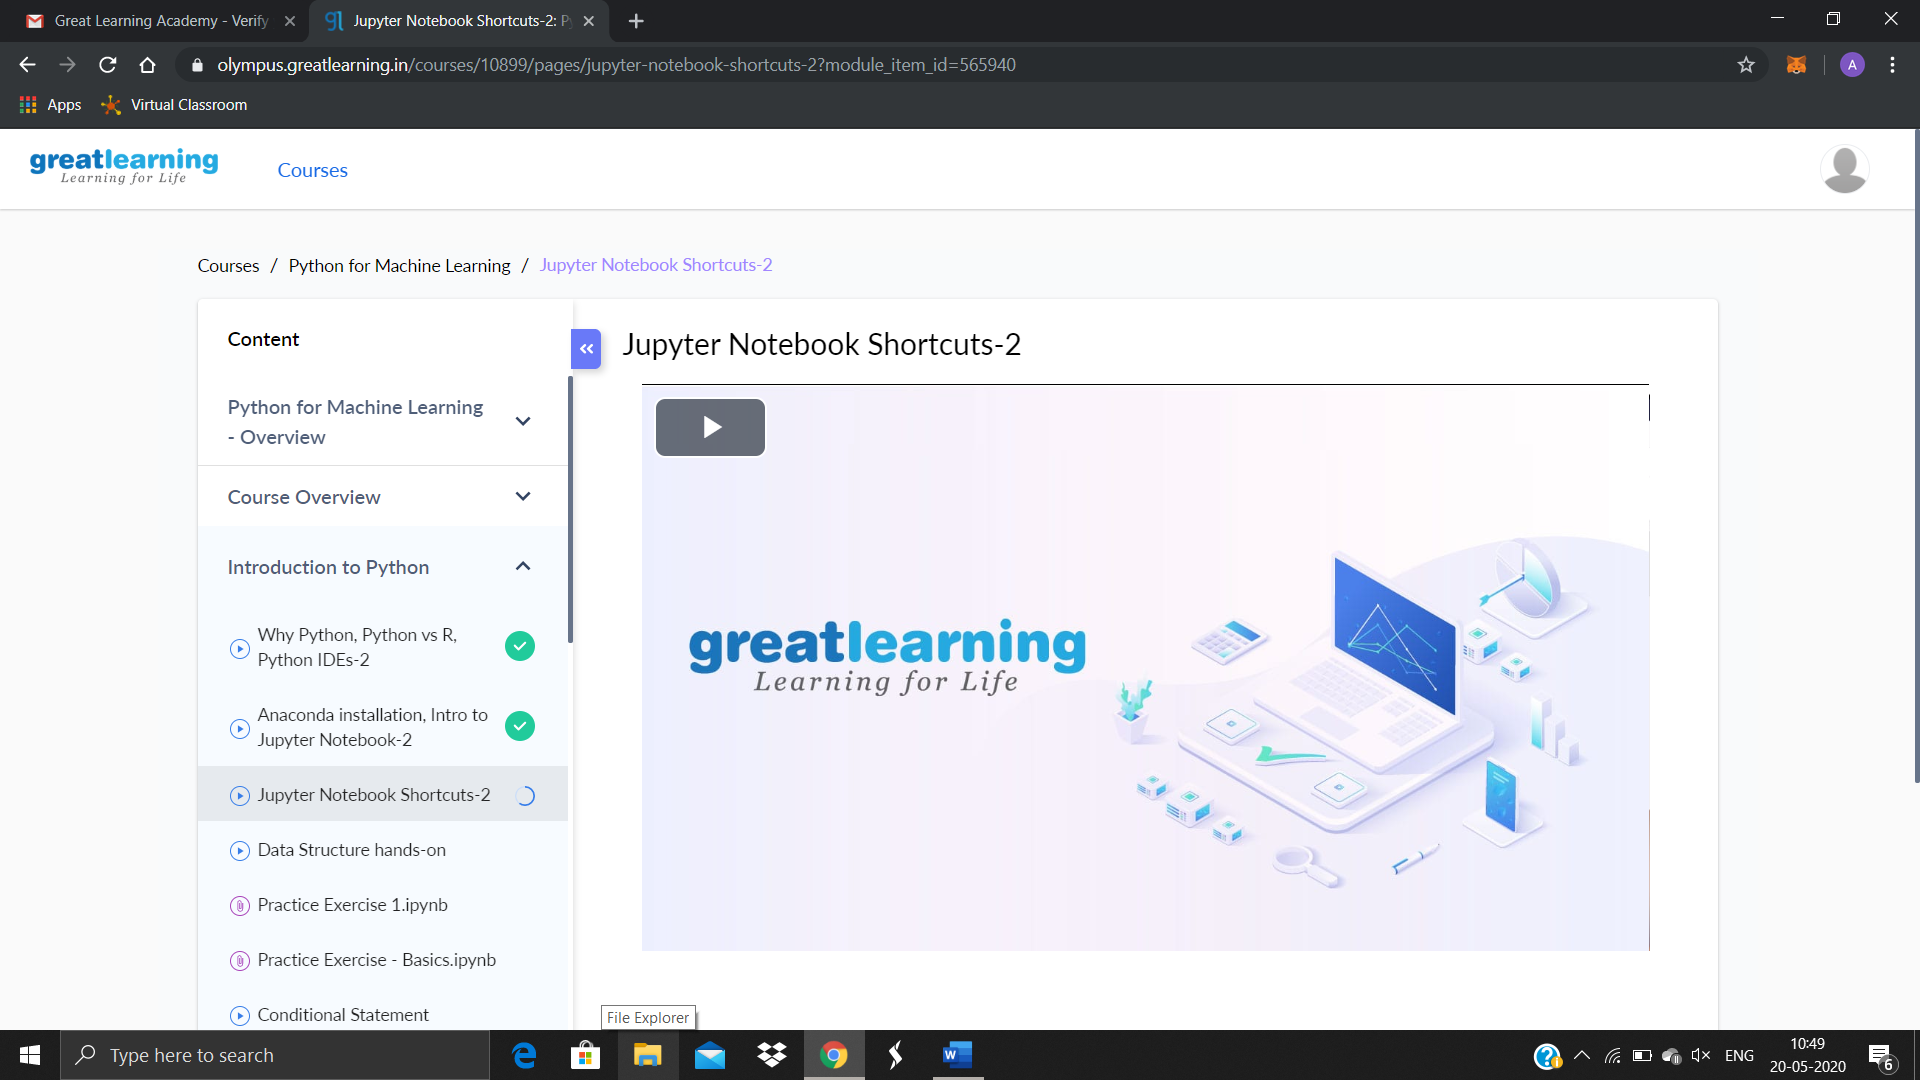 Great Learning Academy - Verify
Jupyter Notebook Shortcuts-2: P
olympus.greatlearning.in/courses/10899/pages/jupyter-notebook-shortcuts-2?module_item_id=565940
A
Apps
Virtual Classroom
greatlearning
Learning for Life
Courses
Courses / Python for Machine Learning / Jupyter Notebook Shortcuts-2
Content
Python for Machine Learning
- Overview
Course Overview
Introduction to Python
Why Python, Python vs R,
Python IDEs-2
Anaconda installation, Intro to
Jupyter Notebook-2
Jupyter Notebook Shortcuts-2
Data Structure hands-on
Practice Exercise 1.ipynb
Practice Exercise - Basics.ipynb
Conditional Statement
Jupyter Notebook Shortcuts-2
greatlearning
Learning for Life
File Explorer
Type here to search
ENG
10:49
20-05-2020
6